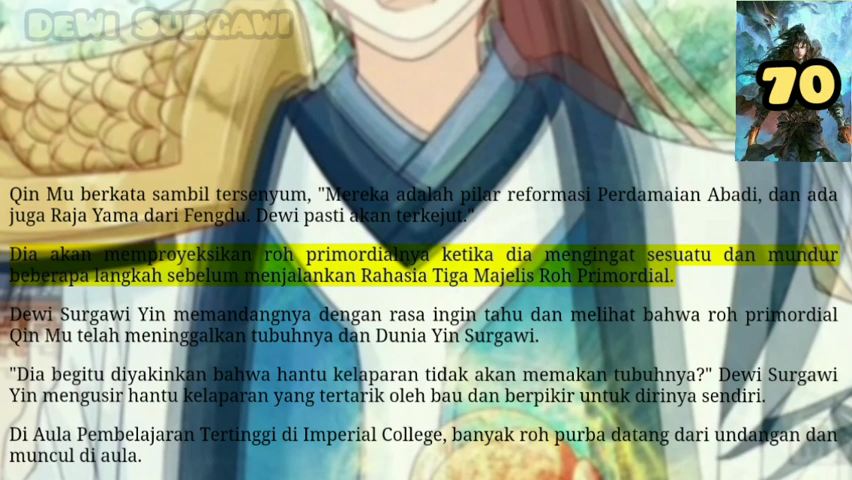 DEWI SURGAWI
70
Qin Mu berkata sambil tersenyum, "Mereka adalah pilar reformasi Perdamaian Abadi, dan ada
juga Raja Yama dari Fengdu. Dewi pasti akan terkejut."
Dia akan memproyeksikan roh primordialnya ketika dia mengingat sesuatu dan mundur
beberapa langkah sebelum menjalankan Rahasia Tiga Majelis Roh Primordial.
Dewi Surgawi Yin memandangnya dengan rasa ingin tahu dan melihat bahwa roh primordial
Qin Mu telah meninggalkan tubuhnya dan Dunia Yin Surgawi.
"Dia begitu diyakinkan bahwa hantu kelaparan tidak akan memakan tubuhnya?" Dewi Surgawi
Yin mengusir hantu kelaparan yang tertarik oleh bau dan berpikir untuk dirinya sendiri.
Di Aula Pembelajaran Tertinggi di Imperial College, banyak roh purba datang dari undangan dan
muncul di aula.